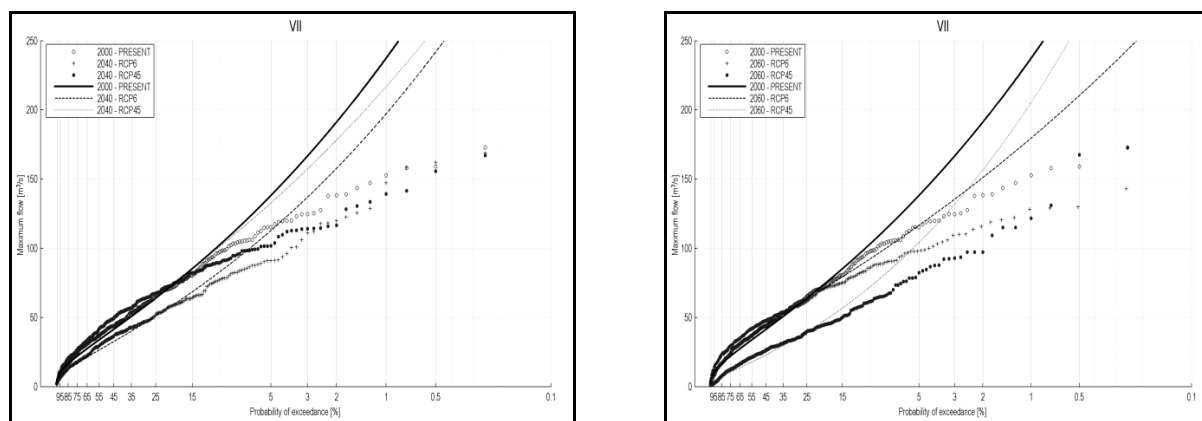 VII
250
200
150
100
50
0
Maximum flow [m³/s]
2000 - PRESENT
2040 - RCP6
2040 - RCP45
2000 - PRESENT
2040 - RCP6
2040 - RCP45
95 85 75 65 55 45 35 25 15 5 3 2 1 0.5 0.1
Probability of exceedance [%]
VII
250
200
150
100
50
0
Maximum flow [m³/s]
2000 - PRESENT
2060 - RCP6
2060 - RCP45
2000 - PRESENT
2060 - RCP6
2060 - RCP45
95 85 75 65 55 45 35 25 15 5 3 2 1 0.5 0.1
Probability of exceedance [%]